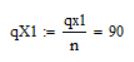 qX1 := qx1/n = 90